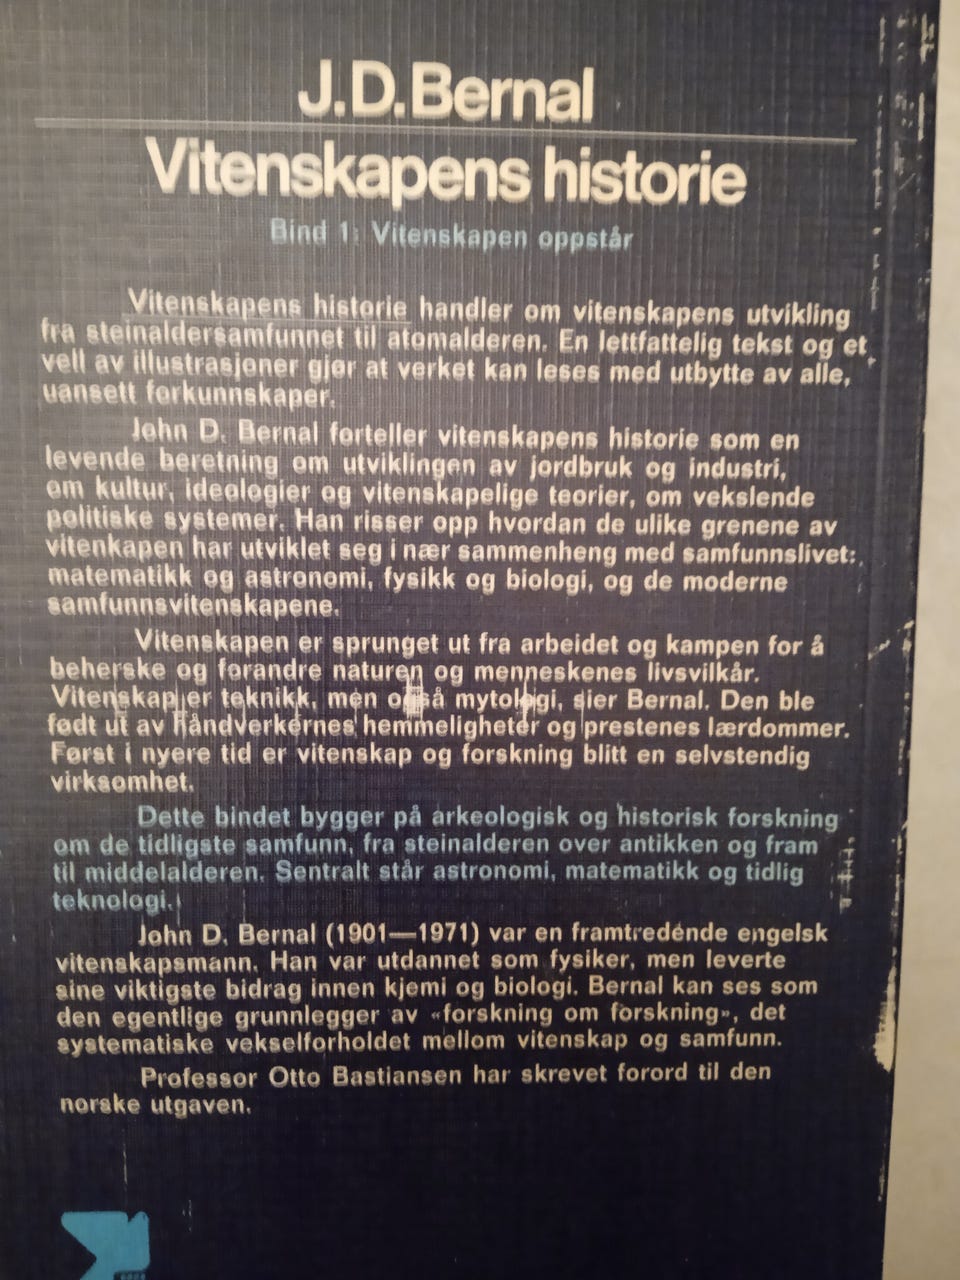 J.D.Bernal
Vitenskapens historie
Bind 1: Vitenskapen oppstår
Vitenskapens historie handler om vitenskapens utvikling
fra steinaldersamfunnet til atomalderen. En lettfattelig tekst og et
vell av illustrasjoner gjør at verket kan leses med utbytte av alle,
uansett forkunnskaper.
John D. Bernal forteller vitenskapens historie som en
levende beretning om utviklingen av jordbruk og industri,
om kultur, ideologier og vitenskapelige teorier, om vekslende
politiske systemer. Han risser opp hvordan de ulike grenene av
vitenkapen har utviklet seg i nær sammenheng med samfunnslivet:
matematikk og astronomi, fysikk og biologi, og de moderne
samfunnsvitenskapene.
Vitenskapen er sprunget ut fra arbeidet og kampen for å
beherske og forandre naturen og menneskenes livsvilkår.
Vitenskap er teknikk, men også mytologi, sier Bernal. Den ble
født ut av håndverkernes hemmeligheter og prestenes lærdommer.
Først i nyere tid er vitenskap og forskning blitt en selvstendig
virksomhet.
Dette bindet bygger på arkeologisk og historisk forskning
om de tidligste samfunn, fra steinalderen over antikken og fram
til middelalderen. Sentralt står astronomi, matematikk og tidlig
teknologi.
John D. Bernal (1901—1971) var en framtredende engelsk
vitenskapsmann. Han var utdannet som fysiker, men leverte
sine viktigste bidrag innen kjemi og biologi. Bernal kan ses som
den egentlige grunnlegger av «forskning om forskning», det
systematiske vekselforholdet mellom vitenskap og samfunn.
Professor Otto Bastiansen har skrevet forord til den
norske utgaven.